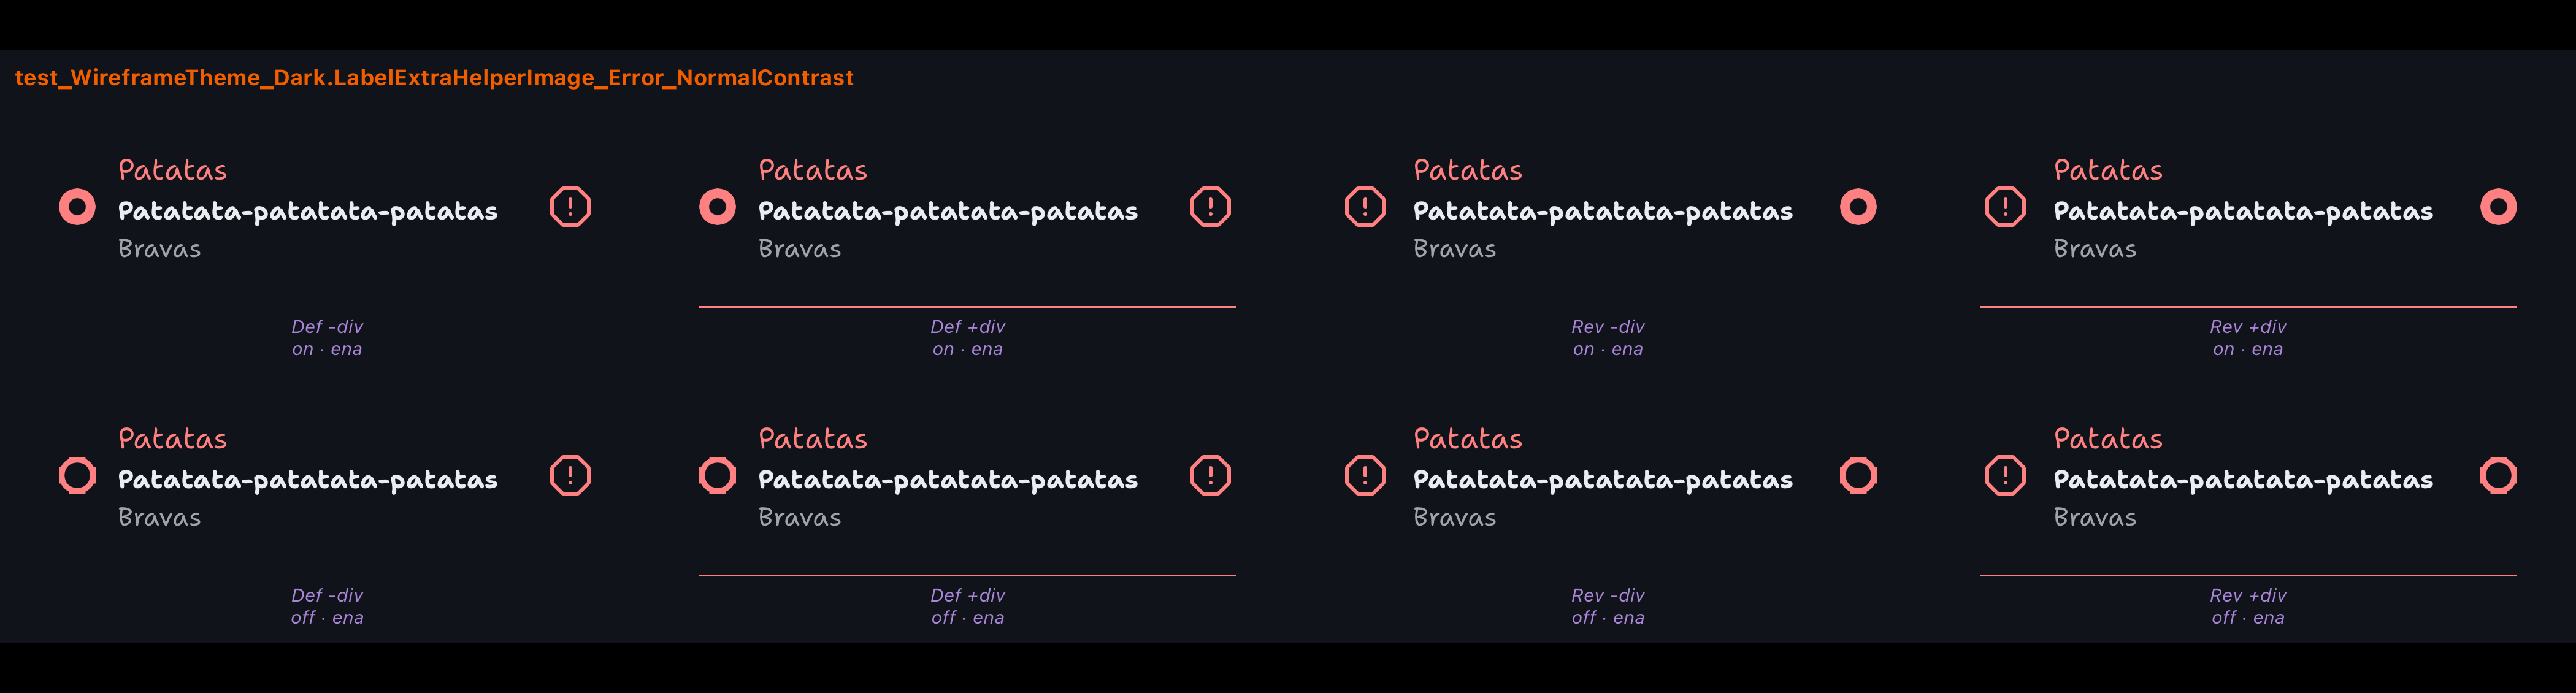 test_WireframeTheme_Dark.LabelExtraHelperImage_Error_NormalContrast
Patatas
Patatata-patatata-patatas
Bravas
Def -div
on · ena
Patatas
Patatata-patatata-patatas
Bravas
Def +div
on · ena
Patatas
Patatata-patatata-patatas
Bravas
Rev -div
on · ena
Patatas
Patatata-patatata-patatas
Bravas
Rev +div
on · ena
Patatas
Patatata-patatata-patatas
Bravas
Def -div
off · ena
Patatas
Patatata-patatata-patatas
Bravas
Def +div
off · ena
Patatas
Patatata-patatata-patatas
Bravas
Rev -div
off · ena
Patatas
Patatata-patatata-patatas
Bravas
Rev +div
off · ena